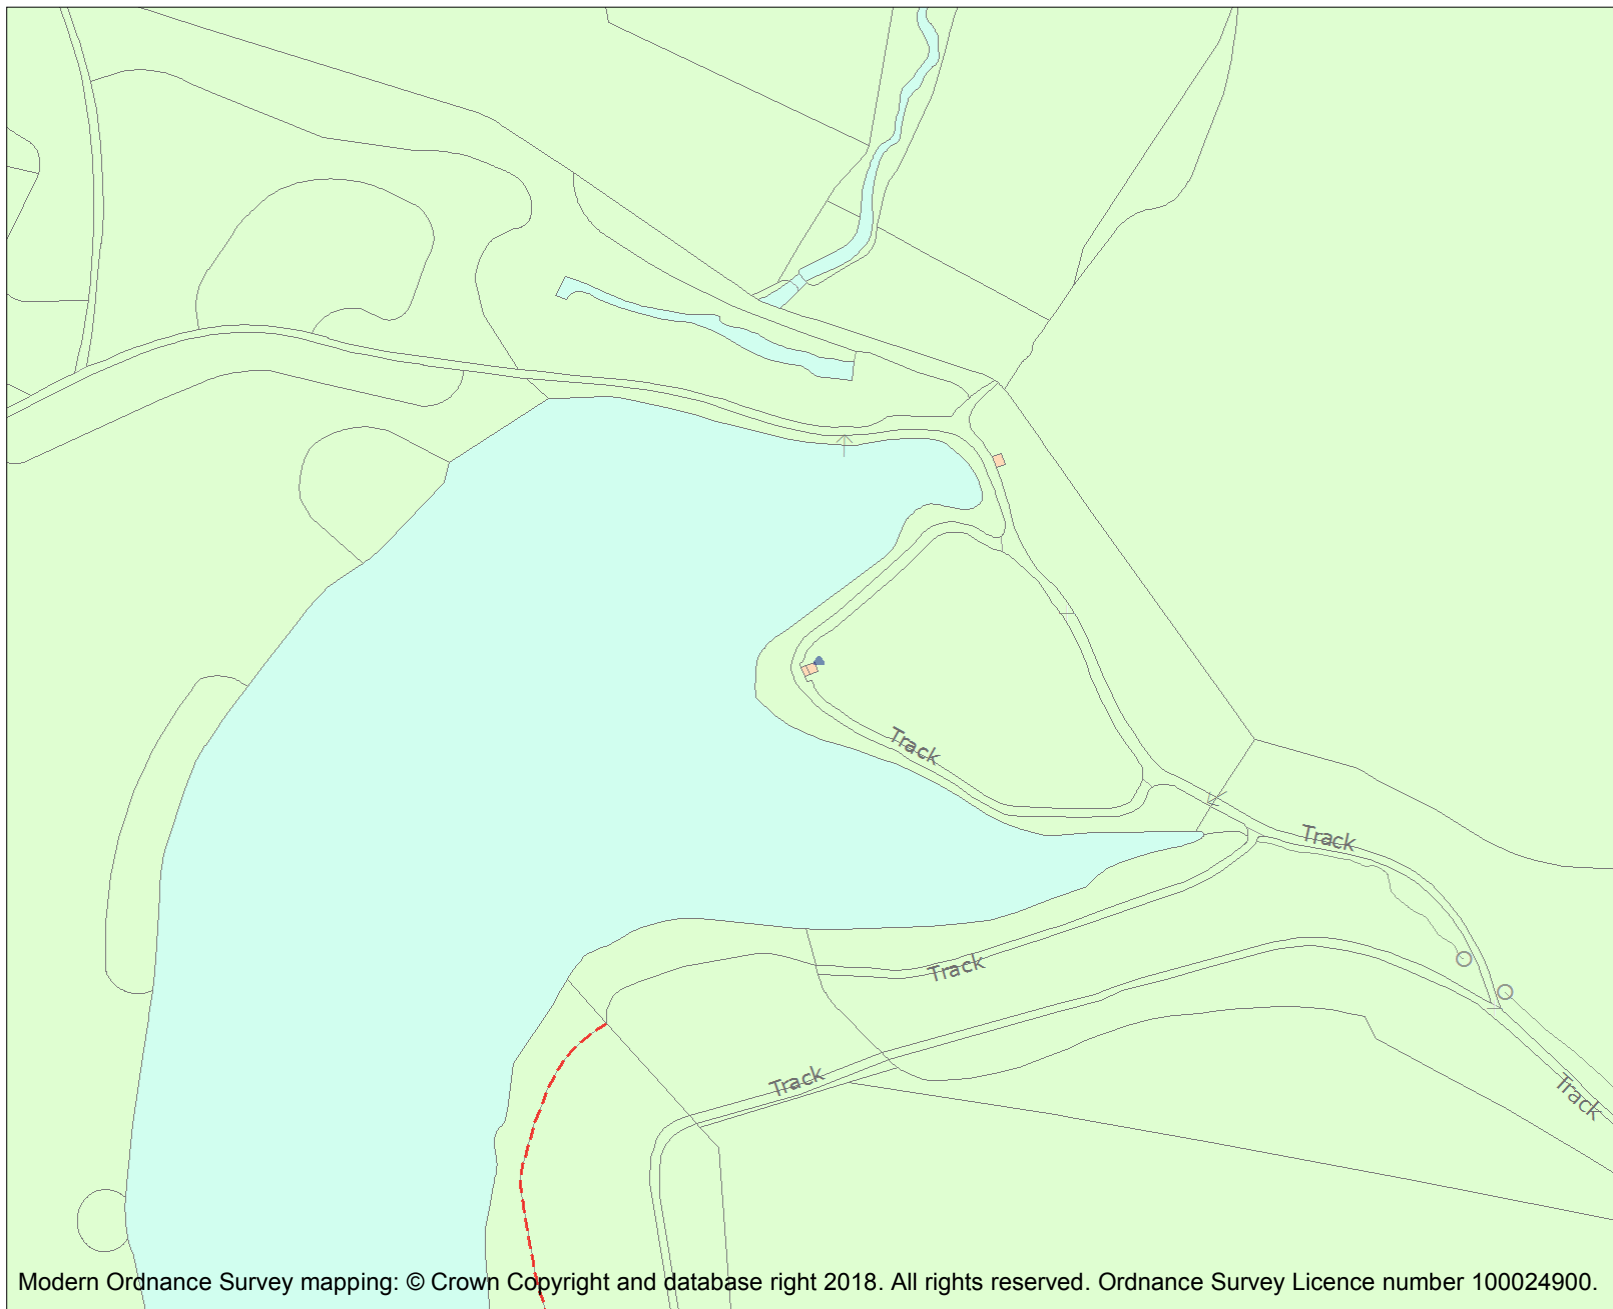 Track
Track
Track
Track
Track
Modern Ordnance Survey mapping: © Crown Copyright and database right 2018. All rights reserved. Ordnance Survey Licence number 100024900.